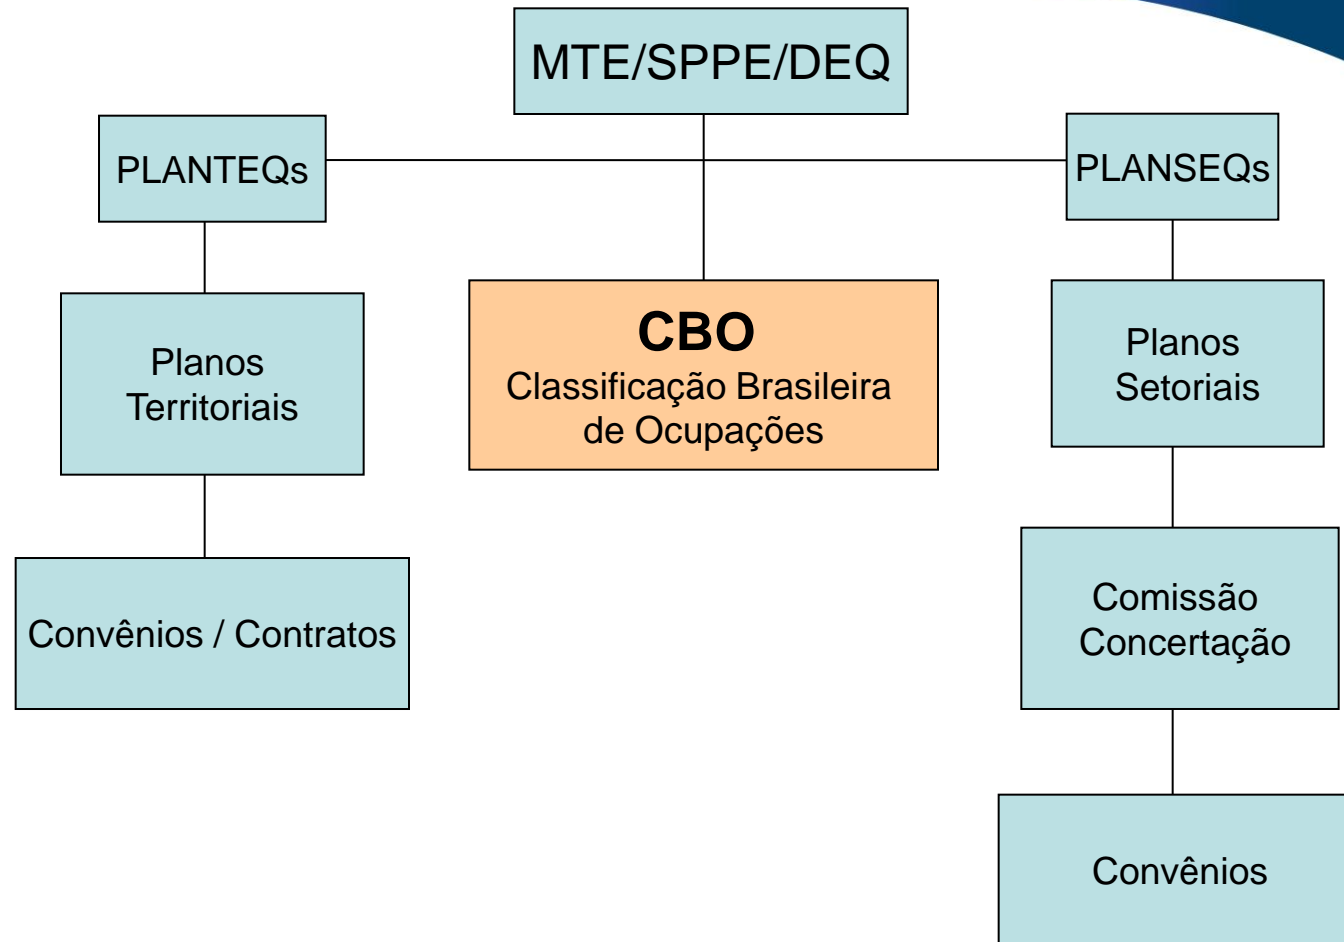 MTE/SPPE/DEQ
PLANTEQs
PLANSEQs
Planos
Territoriais
CBO
Classificação Brasileira
de Ocupações
Planos
Setoriais
Convênios / Contratos
Comissão
Concertação
Convênios